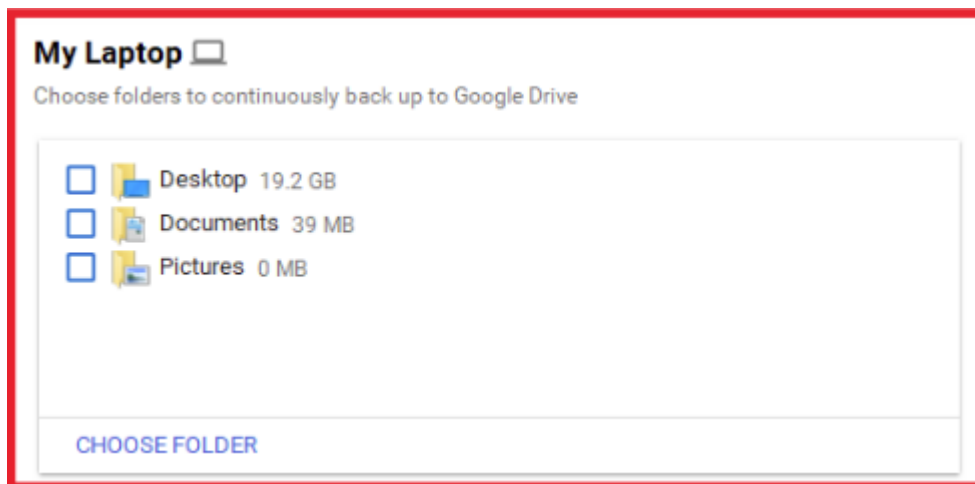 My Laptop
Choose folders to continuously back up to Google Drive
Desktop 19.2 GB
Documents 39 MB
Pictures 0 MB
CHOOSE FOLDER